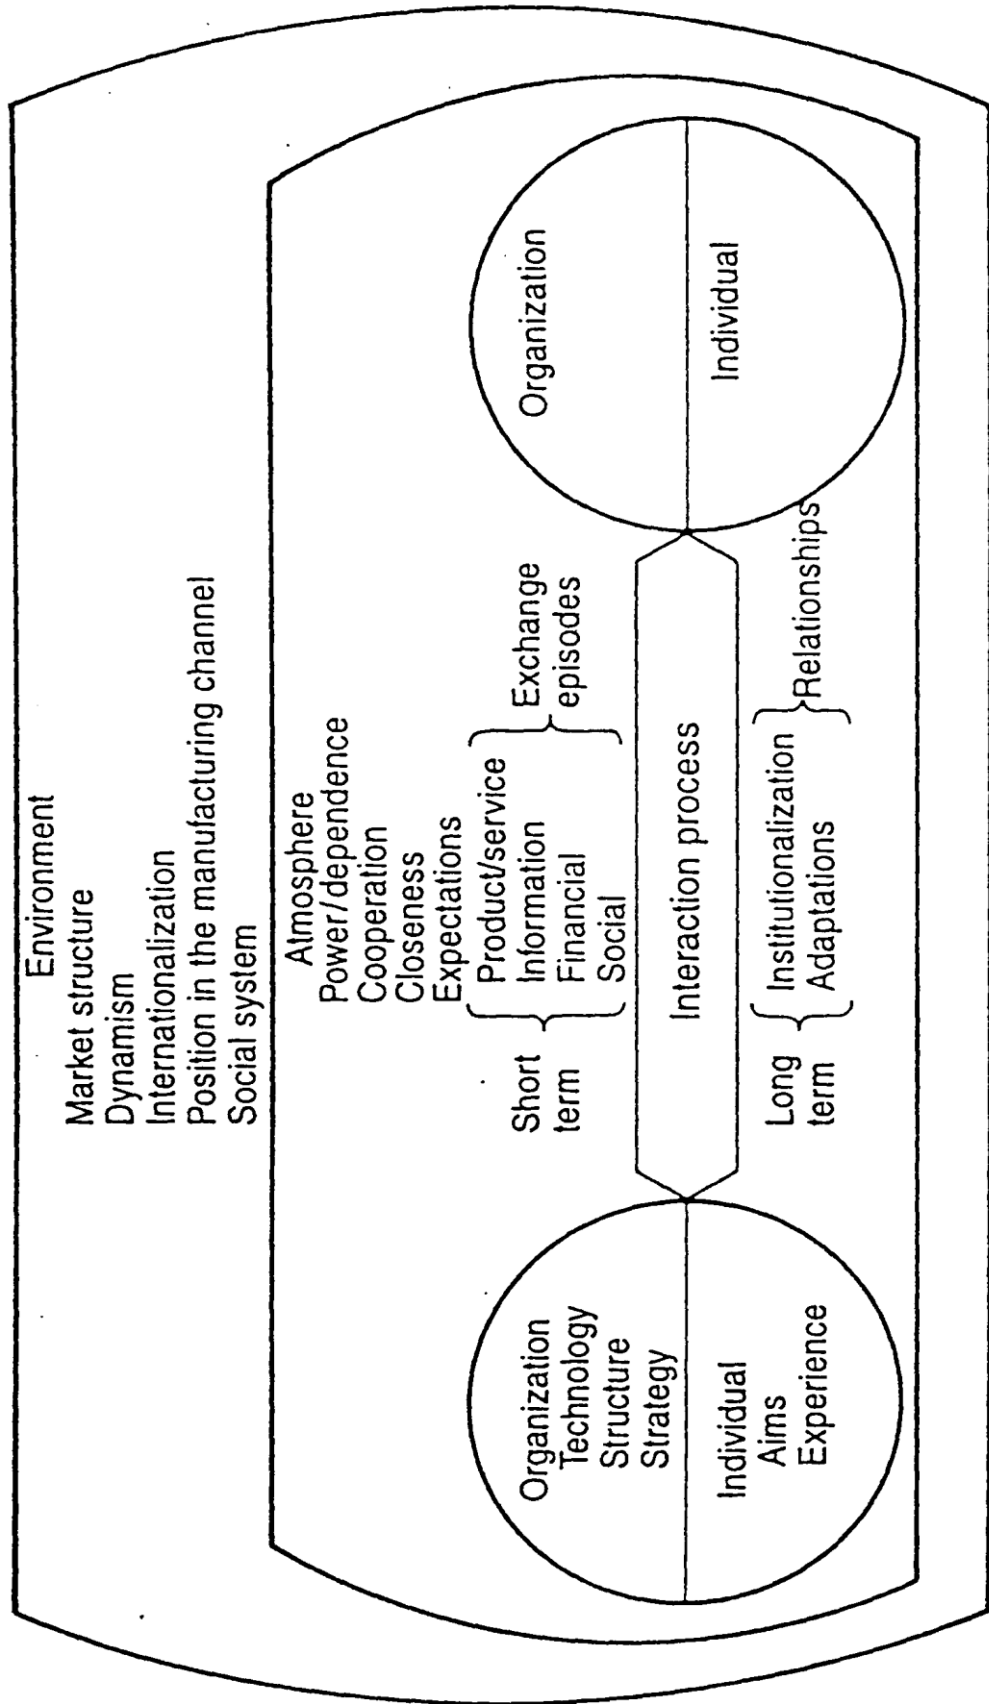 Environment
Market structure
Dynamism
Internationalization
Position in the manufacturing channel
Social system
Atmosphere
Power/dependence
Cooperation
Closeness
Expectations
Short
term
Product/service
Information
Financial
Social
Exchange
episodes
Organization
Technology
Structure
Strategy
Individual
Aims
Experience
Interaction process
Organization
Individual
Long
term
Institutionalization
Adaptations
Relationships